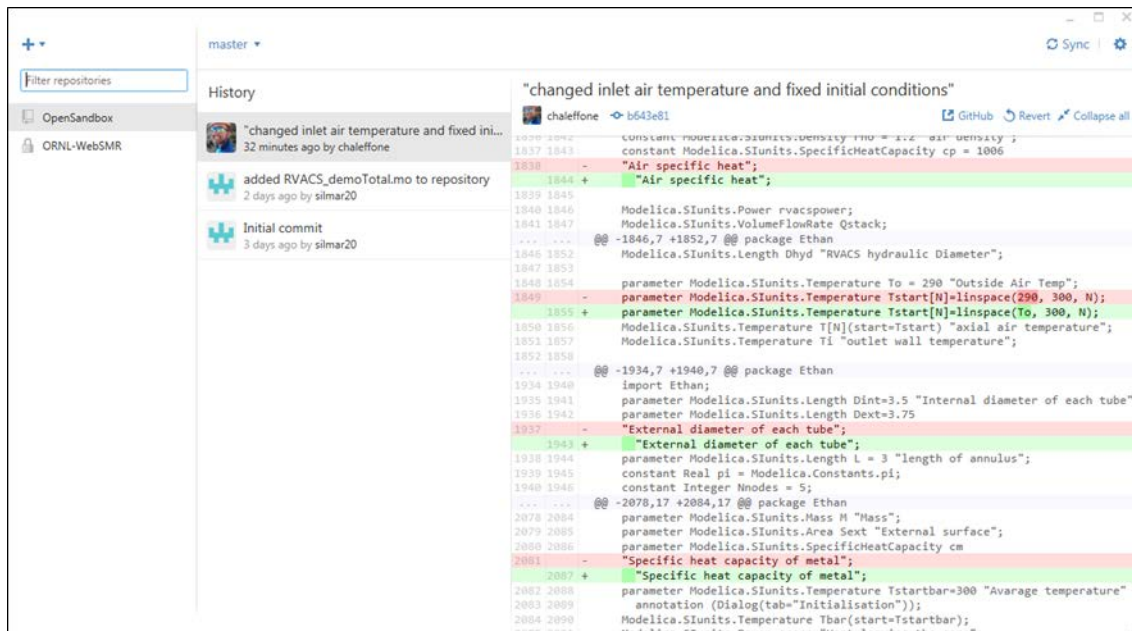 master
Sync
Filter repositories
OpenSandbox
ORNL-WebSMR
History
"changed inlet air temperature and fixed ini...
32 minutes ago by chaleffone
added RVACS_demoTotal.mo to repository
2 days ago by silmar20
Initial commit
3 days ago by silmar20
"changed inlet air temperature and fixed initial conditions"
chaleffone b643e81 GitHub Revert Collapse all
1836 1842 constant Modelica.SIunits.Density rho = 1.2 "air density";
1837 1843 constant Modelica.SIunits.SpecificHeatCapacity cp = 1006
1838 - "Air specific heat";
1844 + "Air specific heat";
1839 1845
1840 1846 Modelica.SIunits.Power rvacspower;
1841 1847 Modelica.SIunits.VolumeFlowRate Qstack;
... ... @@ -1846,7 +1852,7 @@ package Ethan
1846 1852 Modelica.SIunits.Length Dhyd "RVACS hydraulic Diameter";
1847 1853
1848 1854 parameter Modelica.SIunits.Temperature To = 290 "Outside Air Temp";
1849 - parameter Modelica.SIunits.Temperature Tstart[N]=linspace(290, 300, N);
1855 + parameter Modelica.SIunits.Temperature Tstart[N]=linspace(To, 300, N);
1850 1856 Modelica.SIunits.Temperature T[N](start=Tstart) "axial air temperature";
1851 1857 Modelica.SIunits.Temperature Ti "outlet wall temperature";
1852 1858
... ... @@ -1934,7 +1940,7 @@ package Ethan
1934 1940 import Ethan;
1935 1941 parameter Modelica.SIunits.Length Dint=3.5 "Internal diameter of each tube"
1936 1942 parameter Modelica.SIunits.Length Dext=3.75
1937 - "External diameter of each tube";
1943 + "External diameter of each tube";
1938 1944 parameter Modelica.SIunits.Length L = 3 "length of annulus";
1939 1945 constant Real pi = Modelica.Constants.pi;
1940 1946 constant Integer Nnodes = 5;
... ... @@ -2078,17 +2084,17 @@ package Ethan
2078 2084 parameter Modelica.SIunits.Mass M "Mass";
2079 2085 parameter Modelica.SIunits.Area Sext "External surface";
2080 2086 parameter Modelica.SIunits.SpecificHeatCapacity cm
2081 - "Specific heat capacity of metal";
2087 + "Specific heat capacity of metal";
2082 2088 parameter Modelica.SIunits.Temperature Tstartbar=300 "Avarage temperature"
2083 2089 annotation (Dialog(tab="Initialisation"));
2084 2090 Modelica.SIunits.Temperature Tbar(start=Tstartbar);